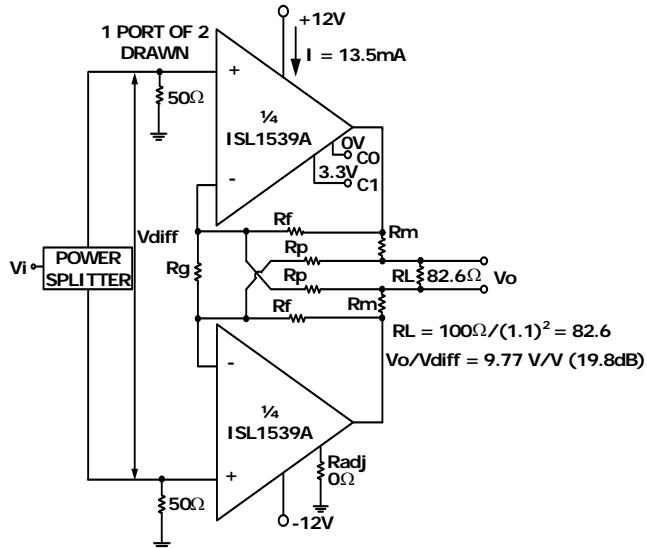 1 PORT OF 2
DRAWN
+12V
I = 13.5mA
+
50Ω
¼
ISL1539A
0V
C0
3.3V
C1
-
Vdiff
Rf
Rm
Rp
Vi
POWER
SPLITTER
Rg
Rp
RL
82.6Ω
Vo
Rf
Rm
RL = 100Ω/(1.1)² = 82.6
Vo/Vdiff = 9.77 V/V (19.8dB)
-
¼
ISL1539A
+
Radj
0Ω
50Ω
-12V